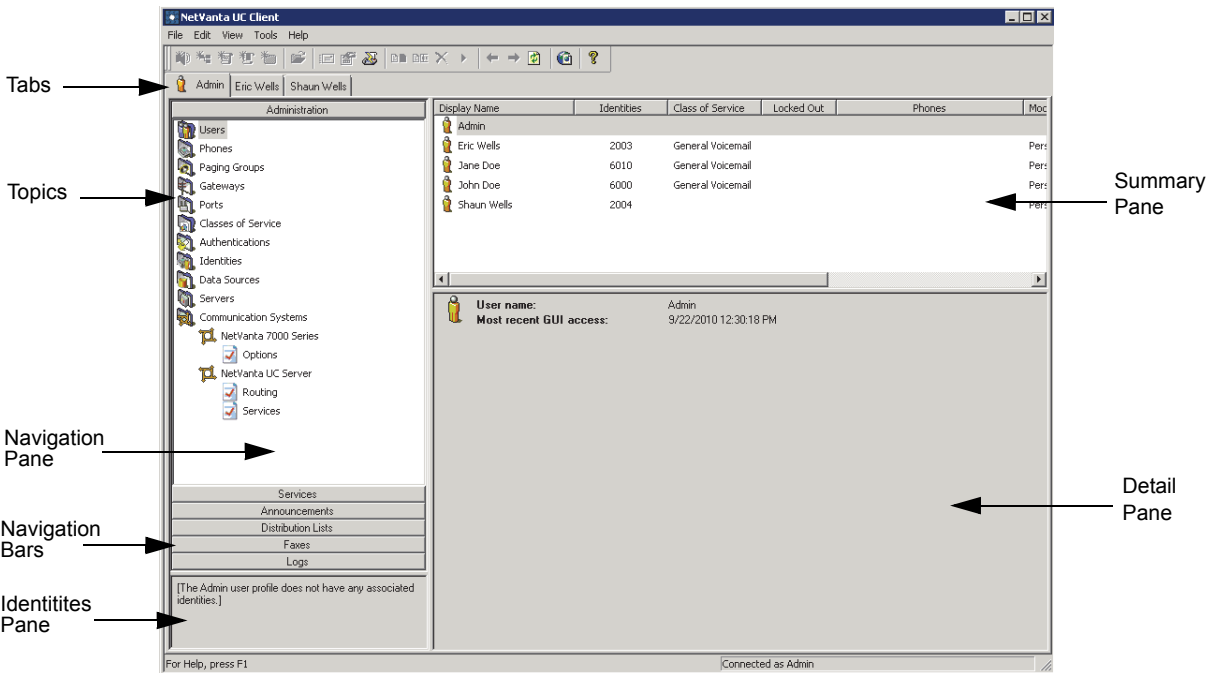 NetVanta UC Client
File Edit View Tools Help
Tabs
Admin Eric Wells Shaun Wells
Administration
Users
Phones
Paging Groups
Gateways
Ports
Classes of Service
Authentications
Identities
Data Sources
Servers
Communication Systems
NetVanta 7000 Series
Options
NetVanta UC Server
Routing
Services
Topics
Navigation
Pane
Services
Announcements
Distribution Lists
Faxes
Logs
Navigation
Bars
[The Admin user profile does not have any associated
identities.]
Identitites
Pane
Display Name Identities Class of Service Locked Out Phones Moc
Admin
Eric Wells 2003 General Voicemail Pers
Jane Doe 6010 General Voicemail Pers
John Doe 6000 General Voicemail Pers
Shaun Wells 2004 Pers
Summary
Pane
User name: Admin
Most recent GUI access: 9/22/2010 12:30:18 PM
Detail
Pane
For Help, press F1 Connected as Admin